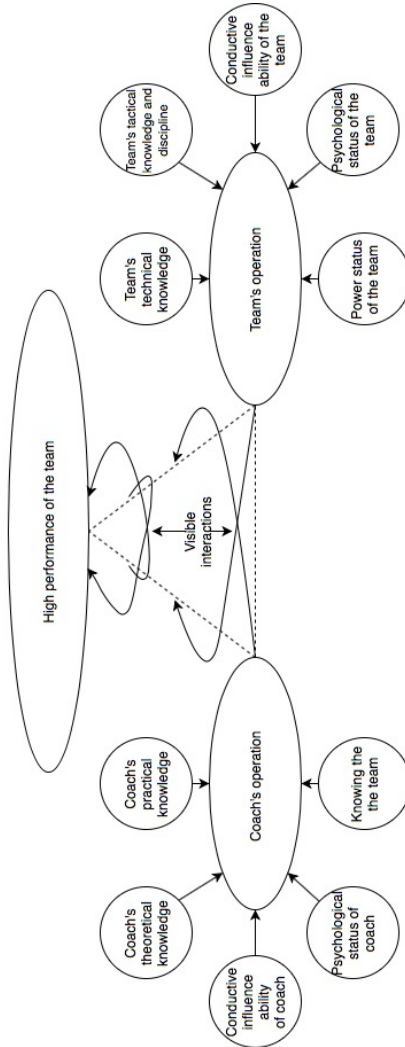 High performance of the team
Visible
interactions
Coach's
theoretical
knowledge
Coach's
practical
knowledge
Conductive
influence
ability
of coach
Coach's operation
Psychological
status of
coach
Knowing the
the team
Team's
technical
knowledge
Team's tactical
knowledge and
discipline
Conductive
influence
ability of the
team
Team's operation
Power status
of the team
Psychological
status of the
team